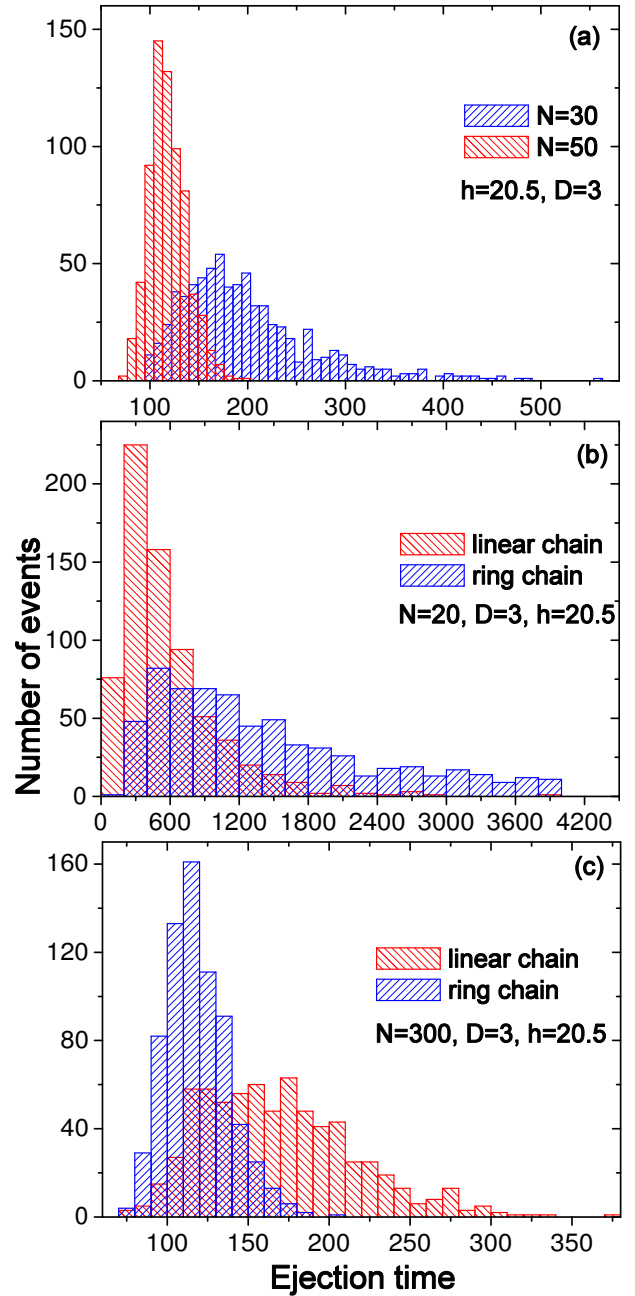 150
(a)
N=30
N=50
100
h=20.5, D=3
50
0
100 200 300 400 500
(b)
200
150
linear chain
ring chain
100
N=20, D=3, h=20.5
50
0
0 600 1200 1800 2400 3000 3600 4200
Number of events
160
(c)
120
linear chain
ring chain
80
N=300, D=3, h=20.5
40
0
100 150 200 250 300 350
Ejection time